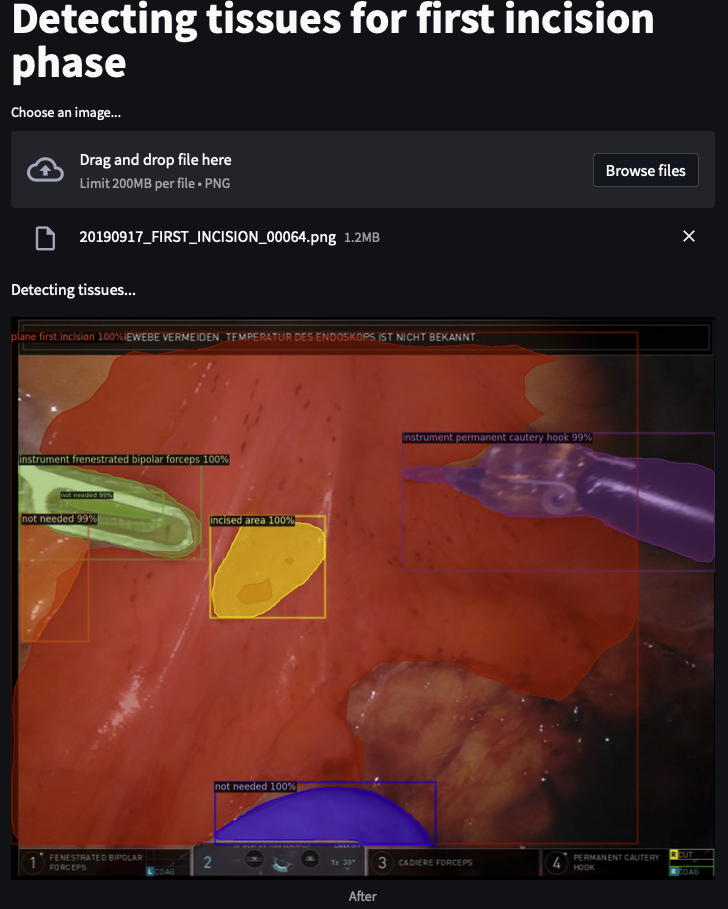 Detecting tissues for first incision
phase
Choose an image...
Drag and drop file here
Limit 200MB per file • PNG
Browse files
20190917_FIRST_INCISION_00064.png 1.2MB
Detecting tissues...
plane first incision 100% EWEBE VERMEIDEN. TEMPERATUR DES ENDOSKOPS IST NICHT BEKANNT.
instrument permanent cautery hook 99%
instrument frenestrated bipolar forceps 100%
not needed 99%
not needed 99%
incised area 100%
not needed 100%
1 FENESTRATED BIPOLAR
FORCEPS
L COAG
2
1x 30°
3 CADIERE FORCEPS
4 PERMANENT CAUTERY
HOOK
R CUT
R COAG
After